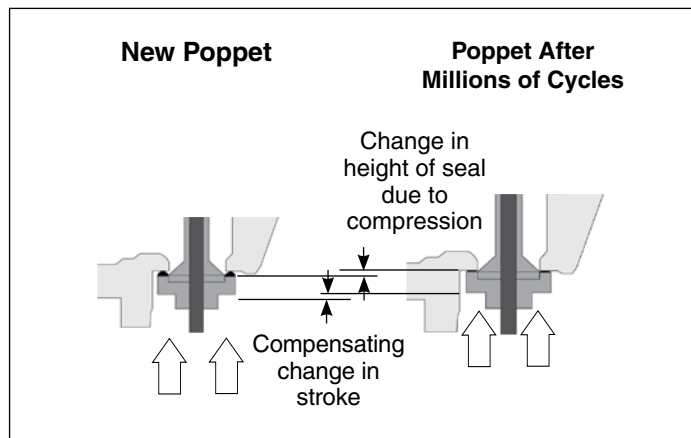 New Poppet
Poppet After
Millions of Cycles
Change in
height of seal
due to
compression
Compensating
change in
stroke